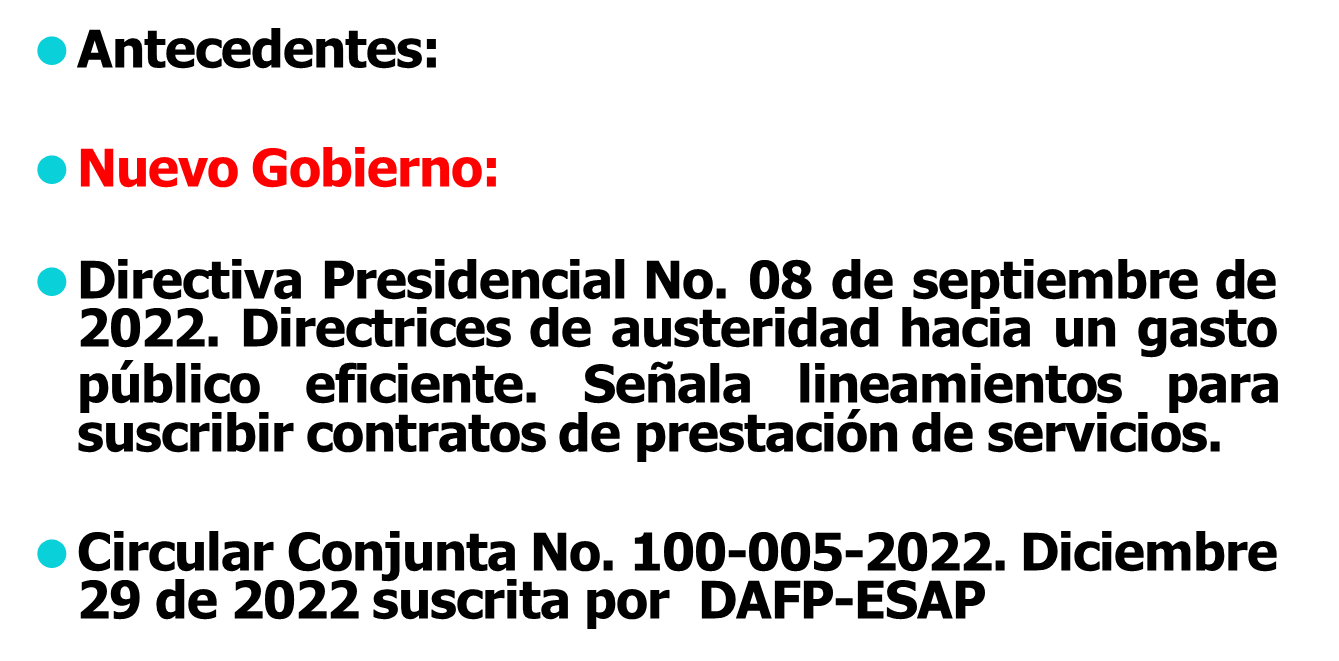 Antecedentes:
Nuevo Gobierno:
Directiva Presidencial No. 08 de septiembre de
2022. Directrices de austeridad hacia un gasto
público eficiente. Señala lineamientos para
suscribir contratos de prestación de servicios.
Circular Conjunta No. 100-005-2022. Diciembre
29 de 2022 suscrita por DAFP-ESAP